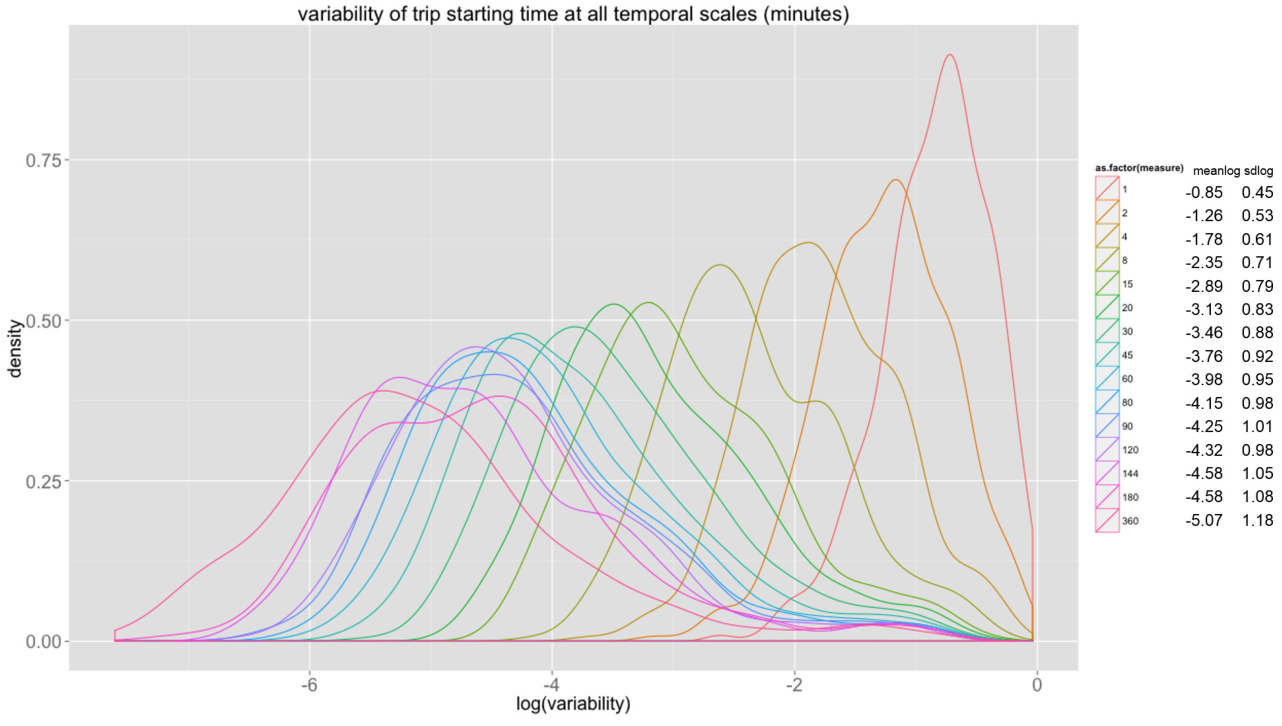 variability of trip starting time at all temporal scales (minutes)
density
0.75
0.50
0.25
0.00
-6 -4 -2 0
log(variability)
as.factor(measure) meanlog sdlog
1 -0.85 0.45
2 -1.26 0.53
4 -1.78 0.61
8 -2.35 0.71
15 -2.89 0.79
20 -3.13 0.83
30 -3.46 0.88
45 -3.76 0.92
60 -3.98 0.95
80 -4.15 0.98
90 -4.25 1.01
120 -4.32 0.98
144 -4.58 1.05
180 -4.58 1.08
360 -5.07 1.18